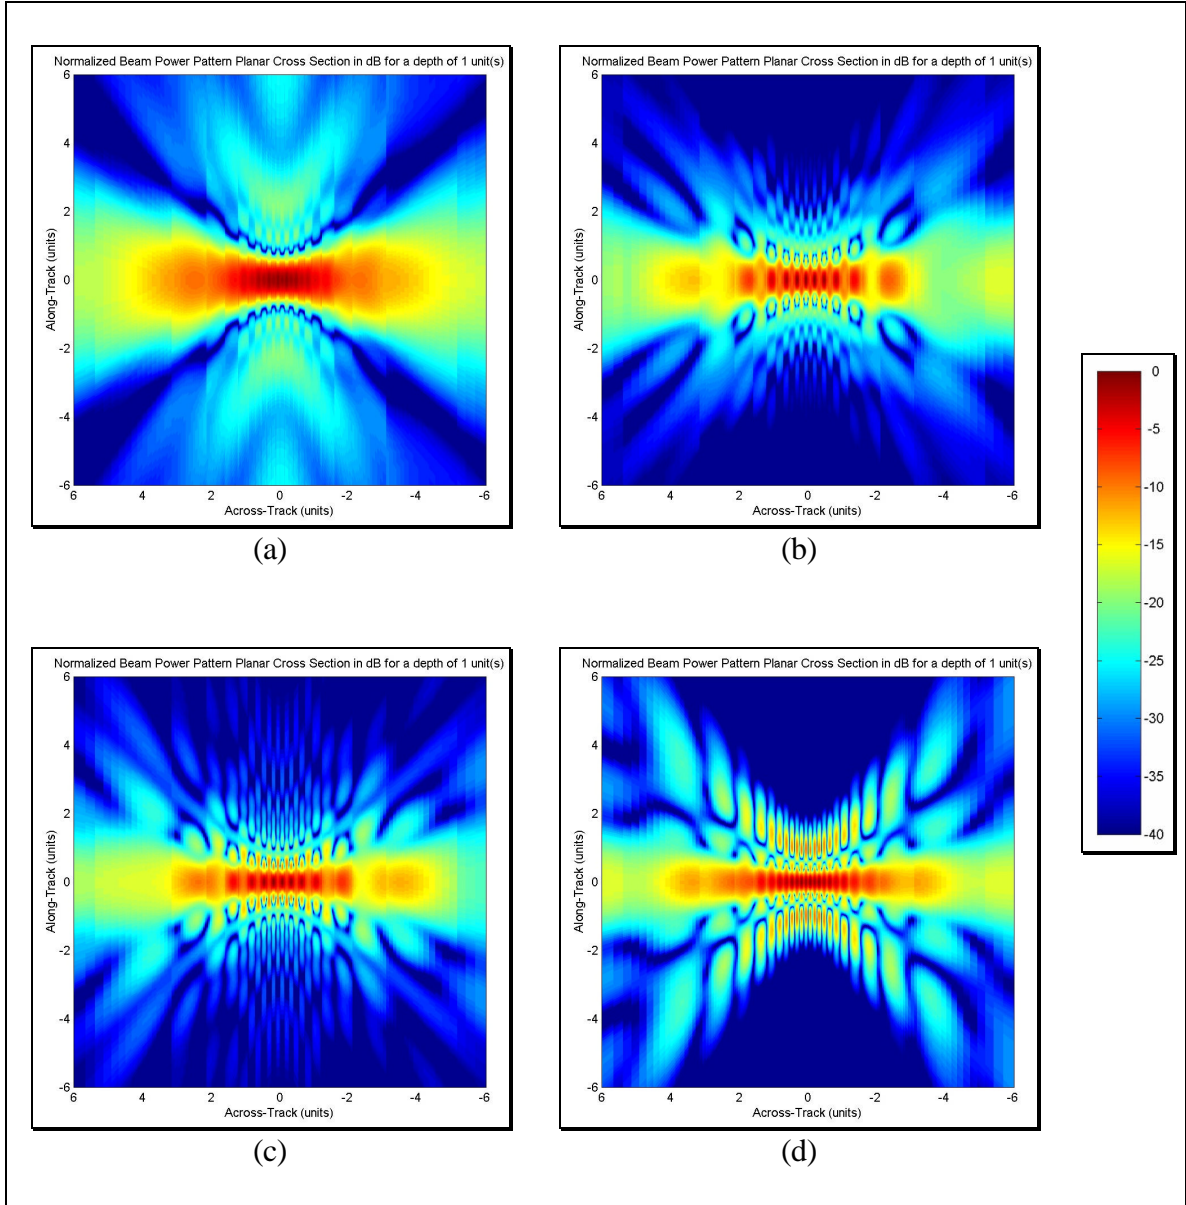 Normalized Beam Power Pattern Planar Cross Section in dB for a depth of 1 unit(s)
6
4
2
0
-2
-4
-6
Along-Track (units)
6 4 2 0 -2 -4 -6
Across-Track (units)
(a)
Normalized Beam Power Pattern Planar Cross Section in dB for a depth of 1 unit(s)
6
4
2
0
-2
-4
-6
Along-Track (units)
6 4 2 0 -2 -4 -6
Across-Track (units)
(b)
0
-5
-10
-15
-20
-25
-30
-35
-40
Normalized Beam Power Pattern Planar Cross Section in dB for a depth of 1 unit(s)
6
4
2
0
-2
-4
-6
Along-Track (units)
6 4 2 0 -2 -4 -6
Across-Track (units)
(c)
Normalized Beam Power Pattern Planar Cross Section in dB for a depth of 1 unit(s)
6
4
2
0
-2
-4
-6
Along-Track (units)
6 4 2 0 -2 -4 -6
Across-Track (units)
(d)